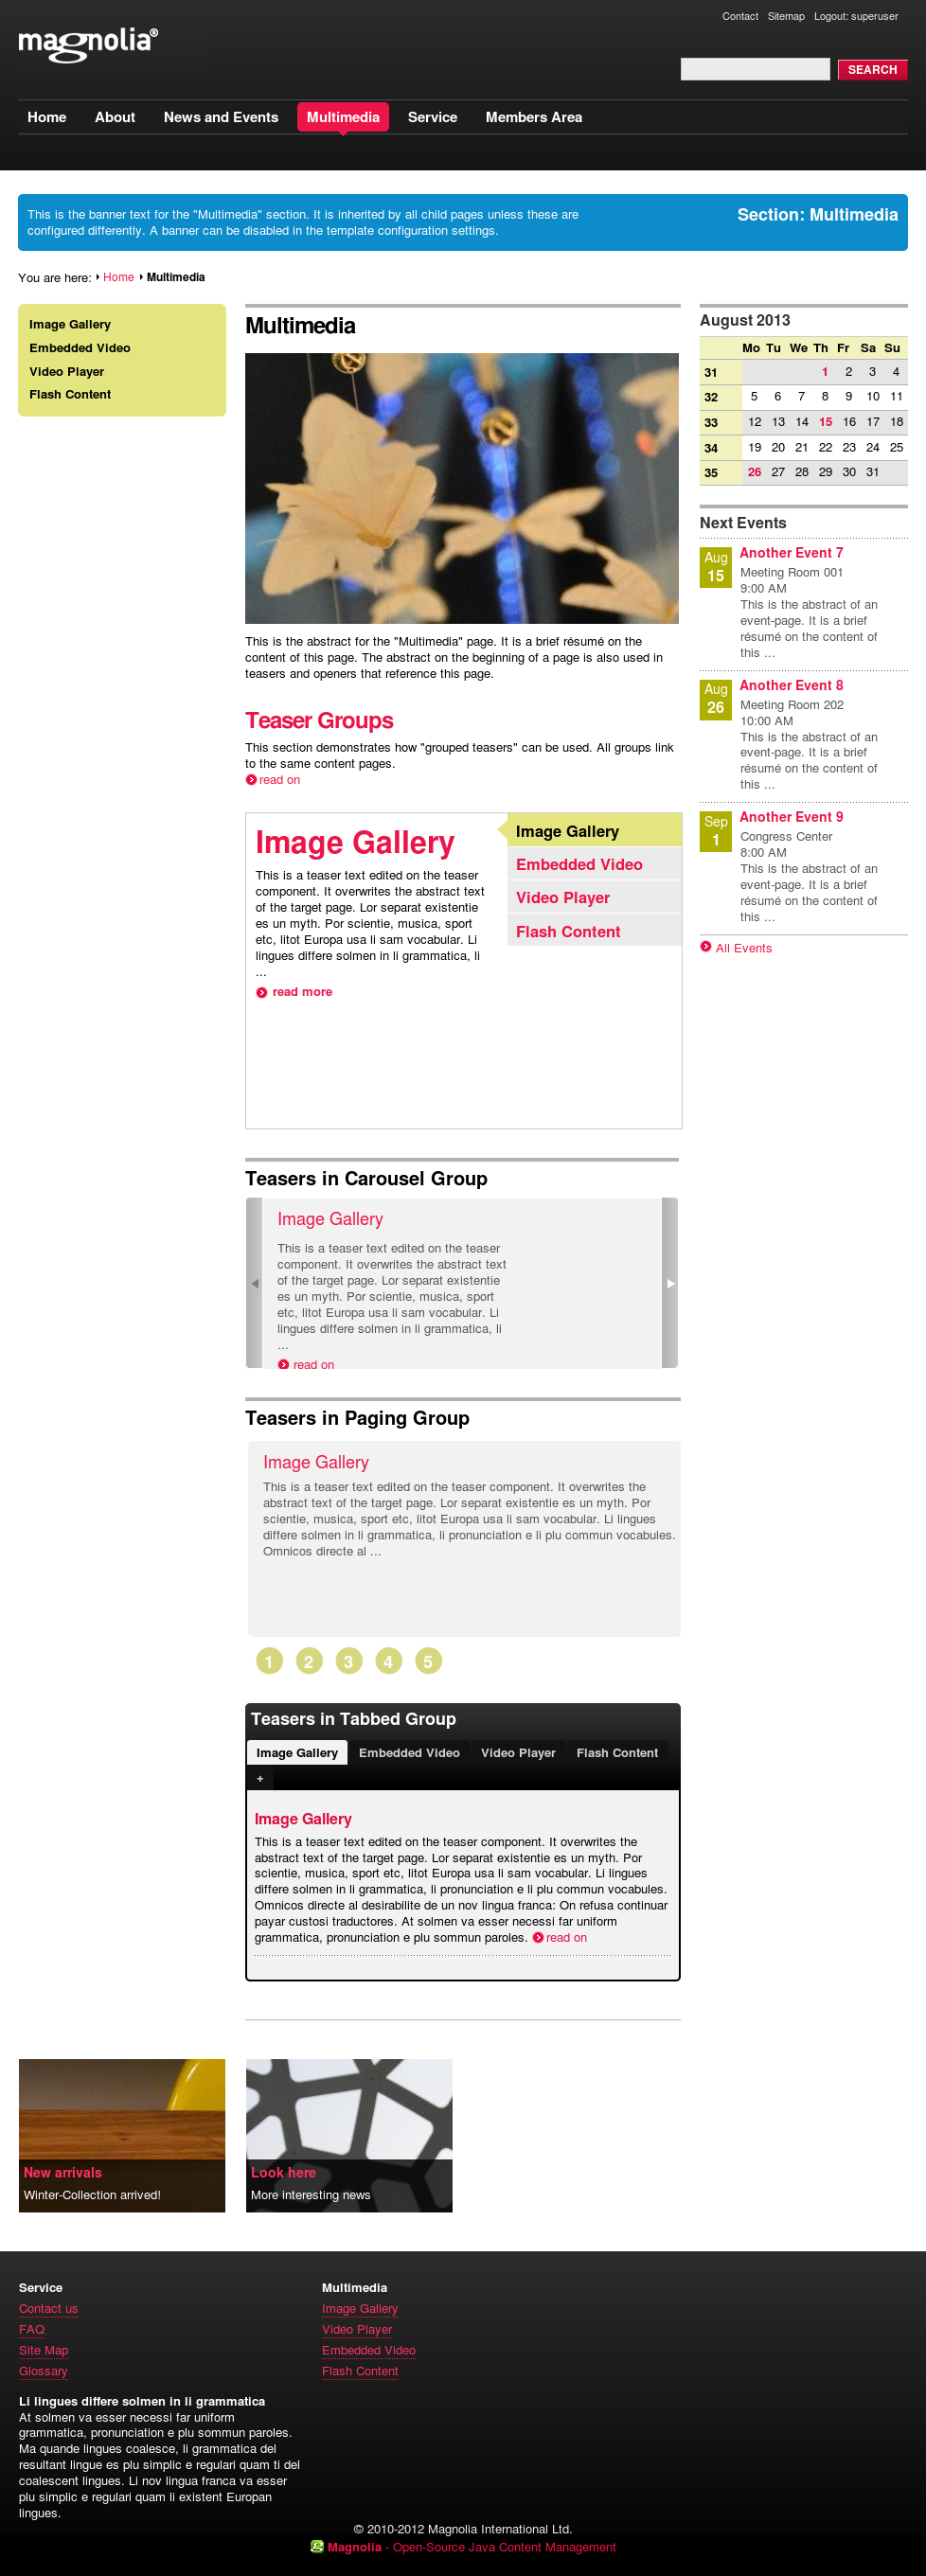 Contact Sitemap Logout: superuser
magnolia®
SEARCH
Home About News and Events Multimedia Service Members Area
This is the banner text for the "Multimedia" section. It is inherited by all child pages unless these are
configured differently. A banner can be disabled in the template configuration settings.
Section: Multimedia
You are here: Home Multimedia
Image Gallery
Embedded Video
Video Player
Flash Content
Multimedia
This is the abstract for the "Multimedia" page. It is a brief résumé on the
content of this page. The abstract on the beginning of a page is also used in
teasers and openers that reference this page.
Teaser Groups
This section demonstrates how "grouped teasers" can be used. All groups link
to the same content pages.
read on
Image Gallery
This is a teaser text edited on the teaser
component. It overwrites the abstract text
of the target page. Lor separat existentie
es un myth. Por scientie, musica, sport
etc, litot Europa usa li sam vocabular. Li
lingues differe solmen in li grammatica, li
...
read more
Image Gallery
Embedded Video
Video Player
Flash Content
Teasers in Carousel Group
Image Gallery
This is a teaser text edited on the teaser
component. It overwrites the abstract text
of the target page. Lor separat existentie
es un myth. Por scientie, musica, sport
etc, litot Europa usa li sam vocabular. Li
lingues differe solmen in li grammatica, li
...
read on
Teasers in Paging Group
Image Gallery
This is a teaser text edited on the teaser component. It overwrites the
abstract text of the target page. Lor separat existentie es un myth. Por
scientie, musica, sport etc, litot Europa usa li sam vocabular. Li lingues
differe solmen in li grammatica, li pronunciation e li plu commun vocabules.
Omnicos directe al ...
1 2 3 4 5
Teasers in Tabbed Group
Image Gallery Embedded Video Video Player Flash Content
+
Image Gallery
This is a teaser text edited on the teaser component. It overwrites the
abstract text of the target page. Lor separat existentie es un myth. Por
scientie, musica, sport etc, litot Europa usa li sam vocabular. Li lingues
differe solmen in li grammatica, li pronunciation e li plu commun vocabules.
Omnicos directe al desirabilite de un nov lingua franca: On refusa continuar
payar custosi traductores. At solmen va esser necessi far uniform
grammatica, pronunciation e plu sommun paroles. read on
August 2013
Mo Tu We Th Fr Sa Su
31 1 2 3 4
32 5 6 7 8 9 10 11
33 12 13 14 15 16 17 18
34 19 20 21 22 23 24 25
35 26 27 28 29 30 31
Next Events
Aug
15
Another Event 7
Meeting Room 001
9:00 AM
This is the abstract of an
event-page. It is a brief
résumé on the content of
this ...
Aug
26
Another Event 8
Meeting Room 202
10:00 AM
This is the abstract of an
event-page. It is a brief
résumé on the content of
this ...
Sep
1
Another Event 9
Congress Center
8:00 AM
This is the abstract of an
event-page. It is a brief
résumé on the content of
this ...
All Events
New arrivals
Winter-Collection arrived!
Look here
More interesting news
Service
Contact us
FAQ
Site Map
Glossary
Multimedia
Image Gallery
Video Player
Embedded Video
Flash Content
Li lingues differe solmen in li grammatica
At solmen va esser necessi far uniform
grammatica, pronunciation e plu sommun paroles.
Ma quande lingues coalesce, li grammatica del
resultant lingue es plu simplic e regulari quam ti del
coalescent lingues. Li nov lingua franca va esser
plu simplic e regulari quam li existent Europan
lingues.
© 2010-2012 Magnolia International Ltd.
Magnolia - Open-Source Java Content Management